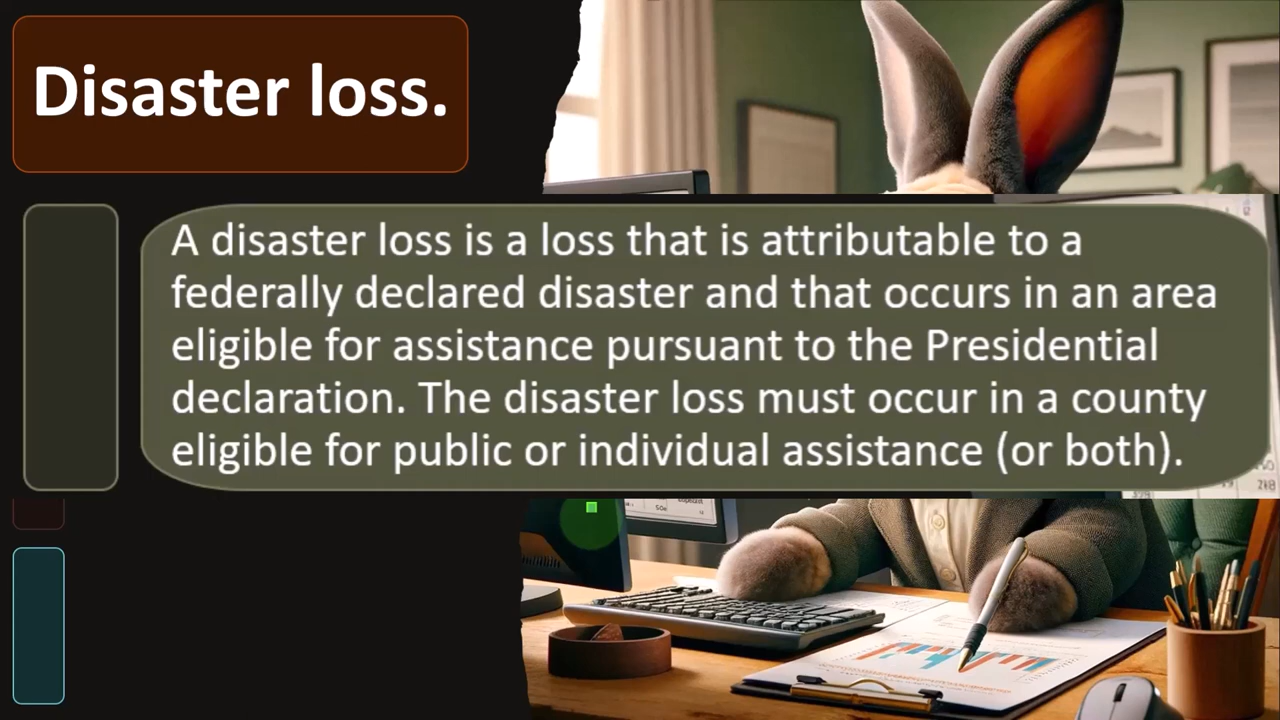 Disaster loss.
A disaster loss is a loss that is attributable to a
federally declared disaster and that occurs in an area
eligible for assistance pursuant to the Presidential
declaration. The disaster loss must occur in a county
eligible for public or individual assistance (or both).